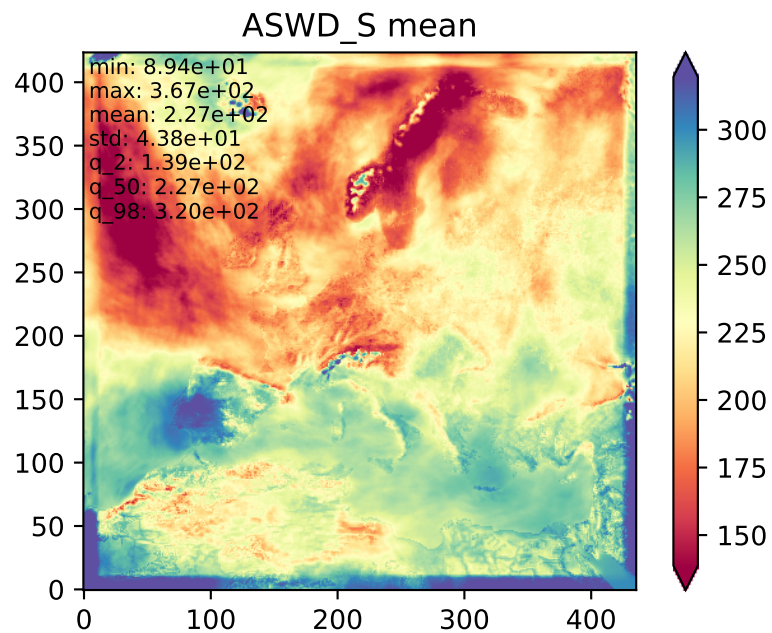 ASWD_S mean
min: 8.94e+01
max: 3.67e+02
mean: 2.27e+02
std: 4.38e+01
q_2: 1.39e+02
q_50: 2.27e+02
q_98: 3.20e+02
400
350
300
250
200
150
100
50
0
0 100 200 300 400
300
275
250
225
200
175
150